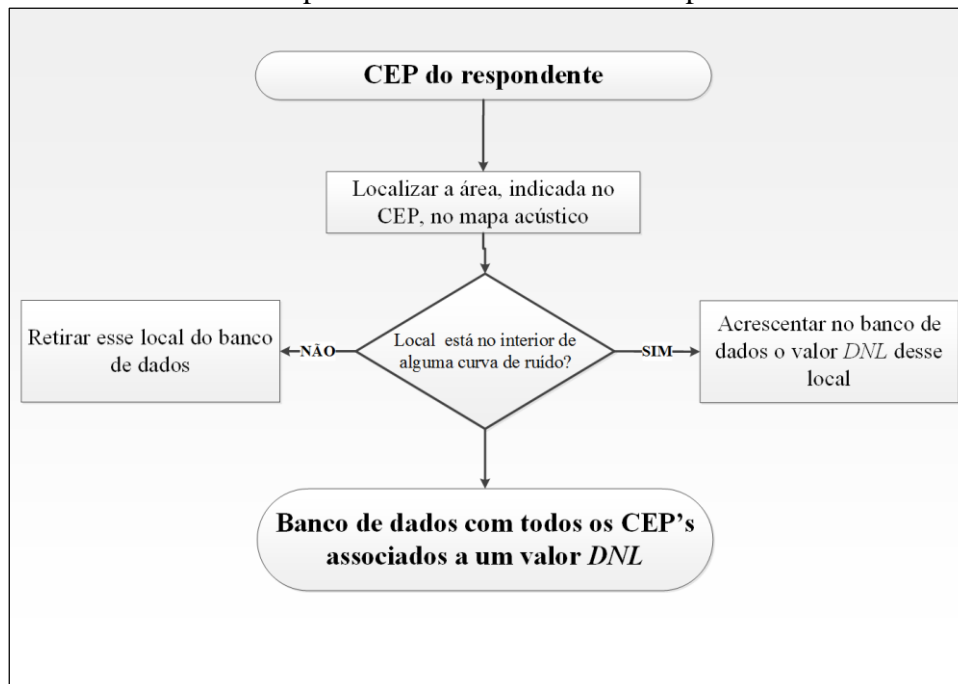 CEP do respondente
Localizar a área, indicada no
CEP, no mapa acústico
Local está no interior de
alguma curva de ruído?
NÃO
Retirar esse local do banco
de dados
SIM
Acrescentar no banco de
dados o valor DNL desse
local
Banco de dados com todos os CEP's
associados a um valor DNL